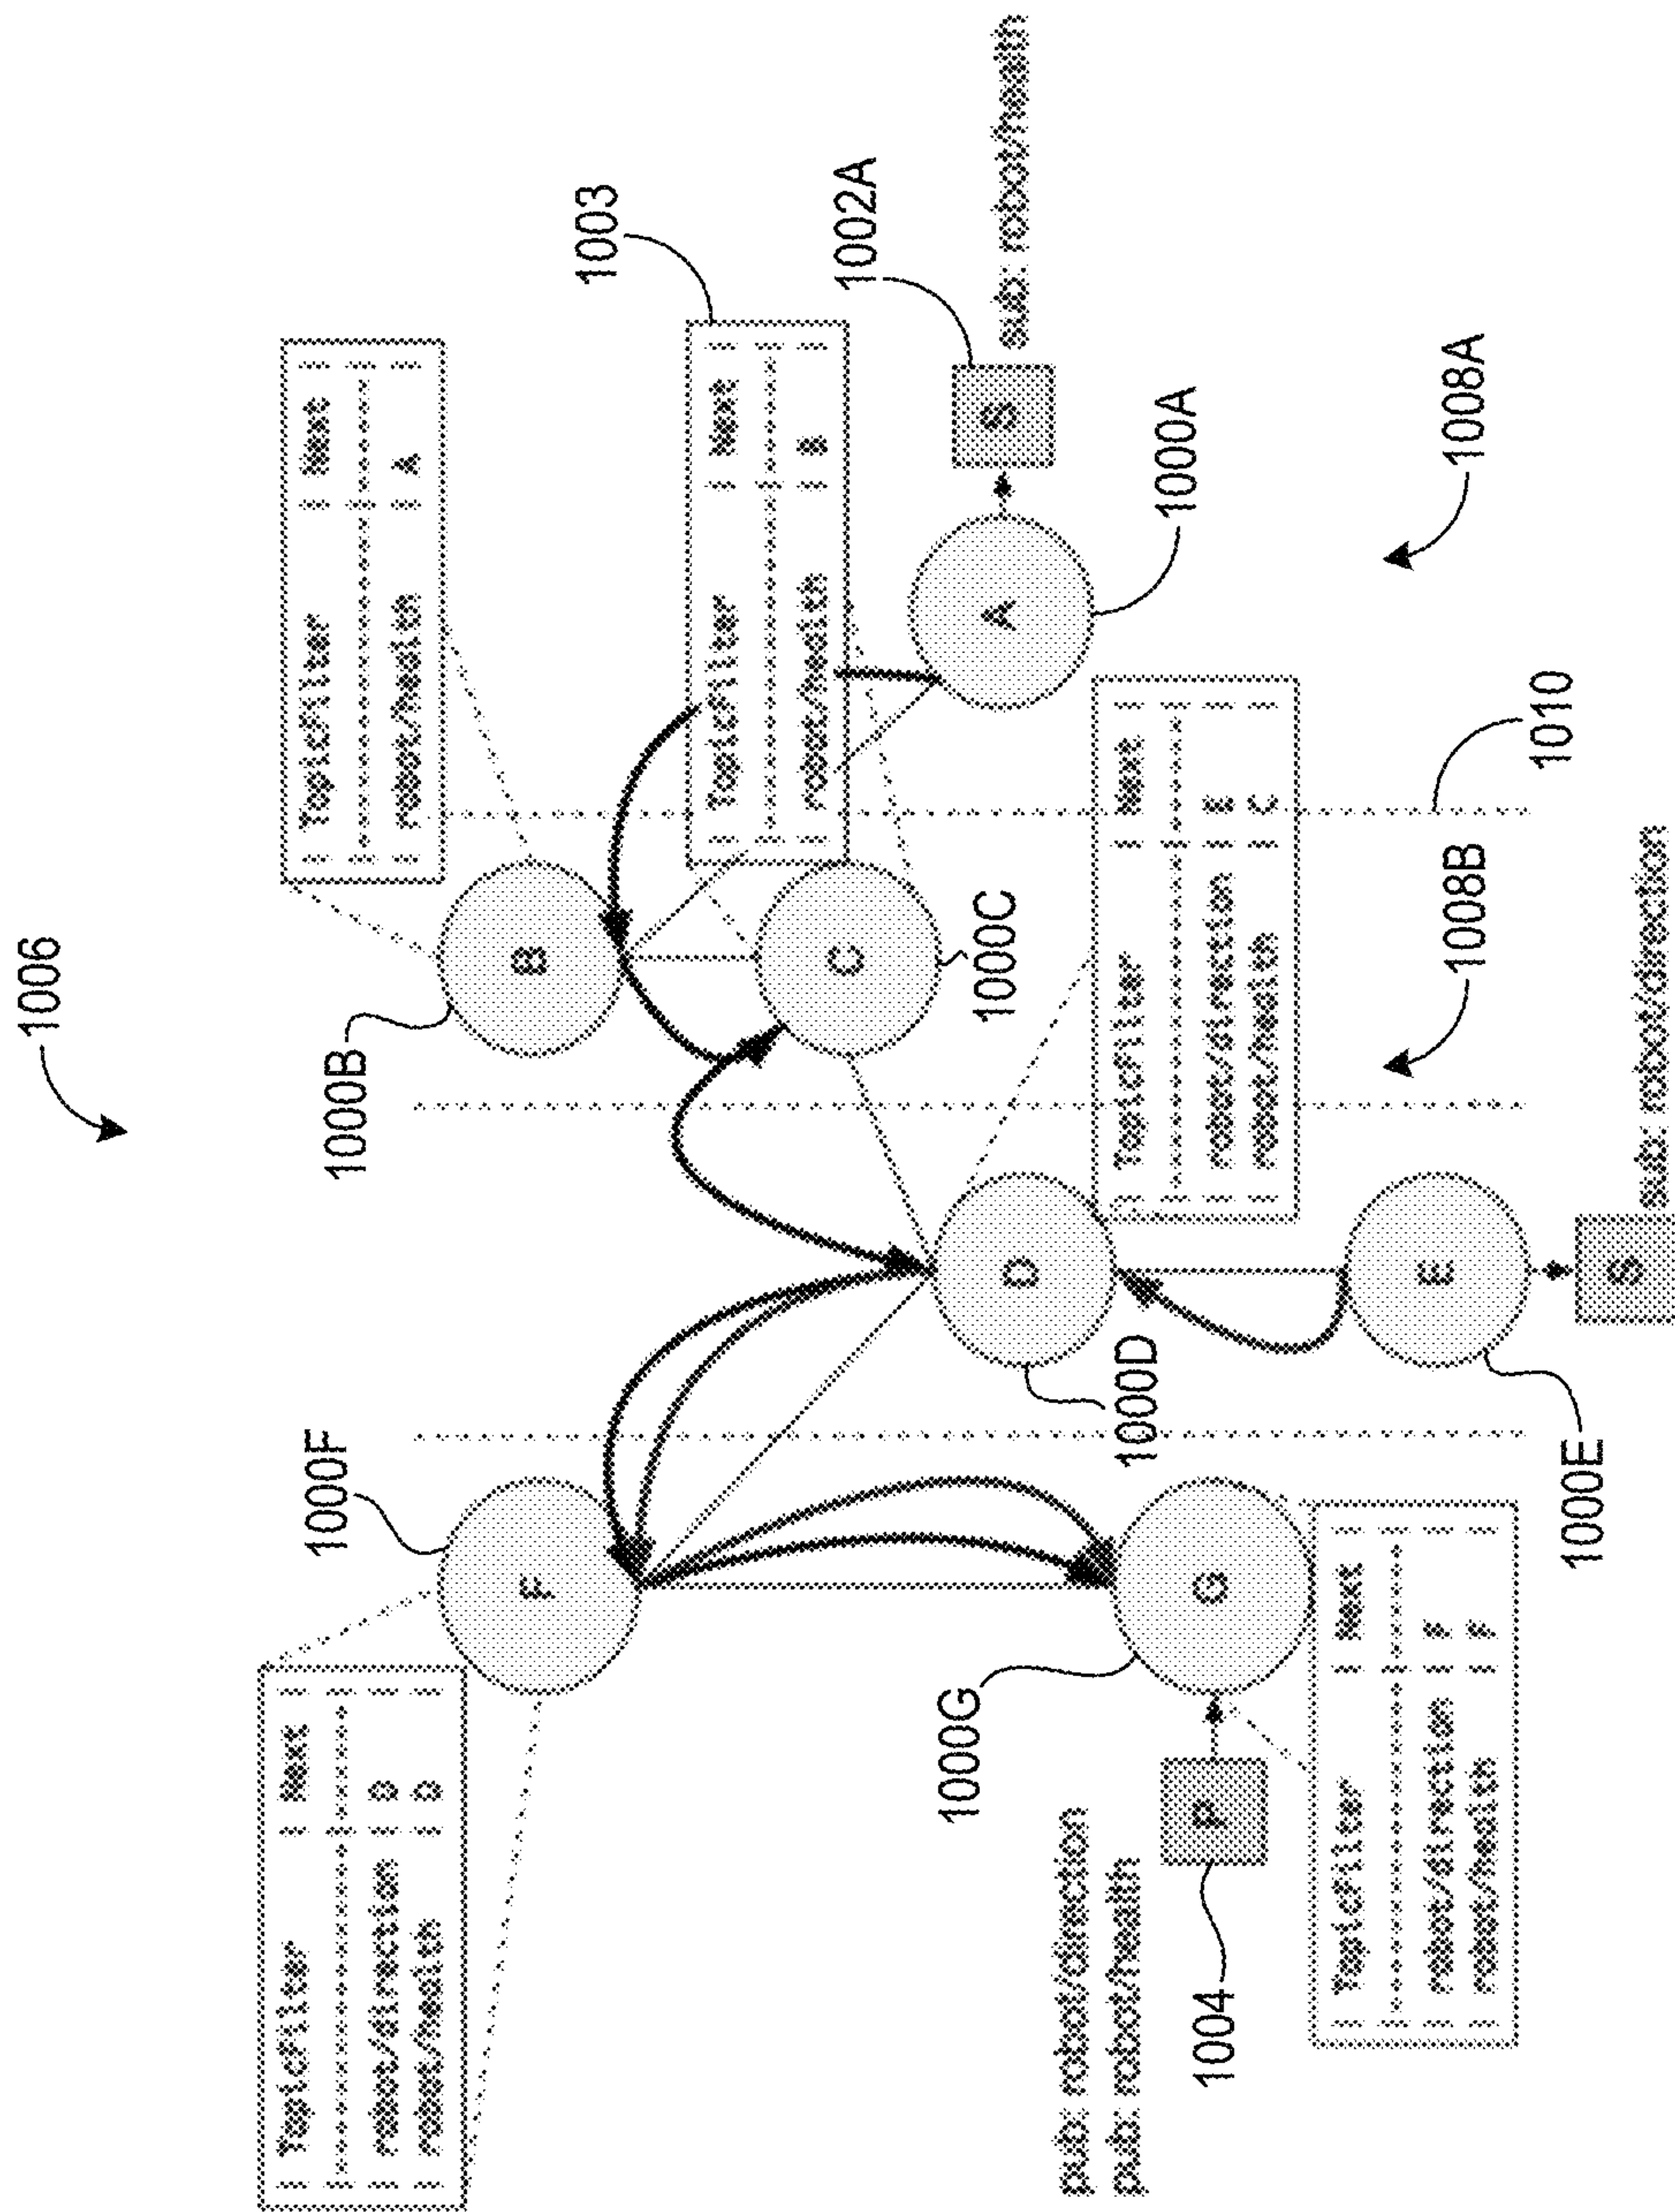 1006
| TopicFilter | Next |
|-------------+------|
| robot/direction | D |
| robot/health | D |
1000F
F
1000B
B
| TopicFilter | Next |
|-------------+------|
| robot/health | A |
1003
| TopicFilter | Next |
|-------------+------|
| robot/health | B |
C
1000C
1002A
S
sub: robot/health
A
1000A
D
1000D
| TopicFilter | Next |
|-------------+------|
| robot/direction | E |
| robot/health | C |
1000G
G
pub: robot/direction
pub: robot/health
P
1004
| TopicFilter | Next |
|-------------+------|
| robot/direction | F |
| robot/health | F |
E
1000E
S
sub: robot/direction
1008B
1008A
1010